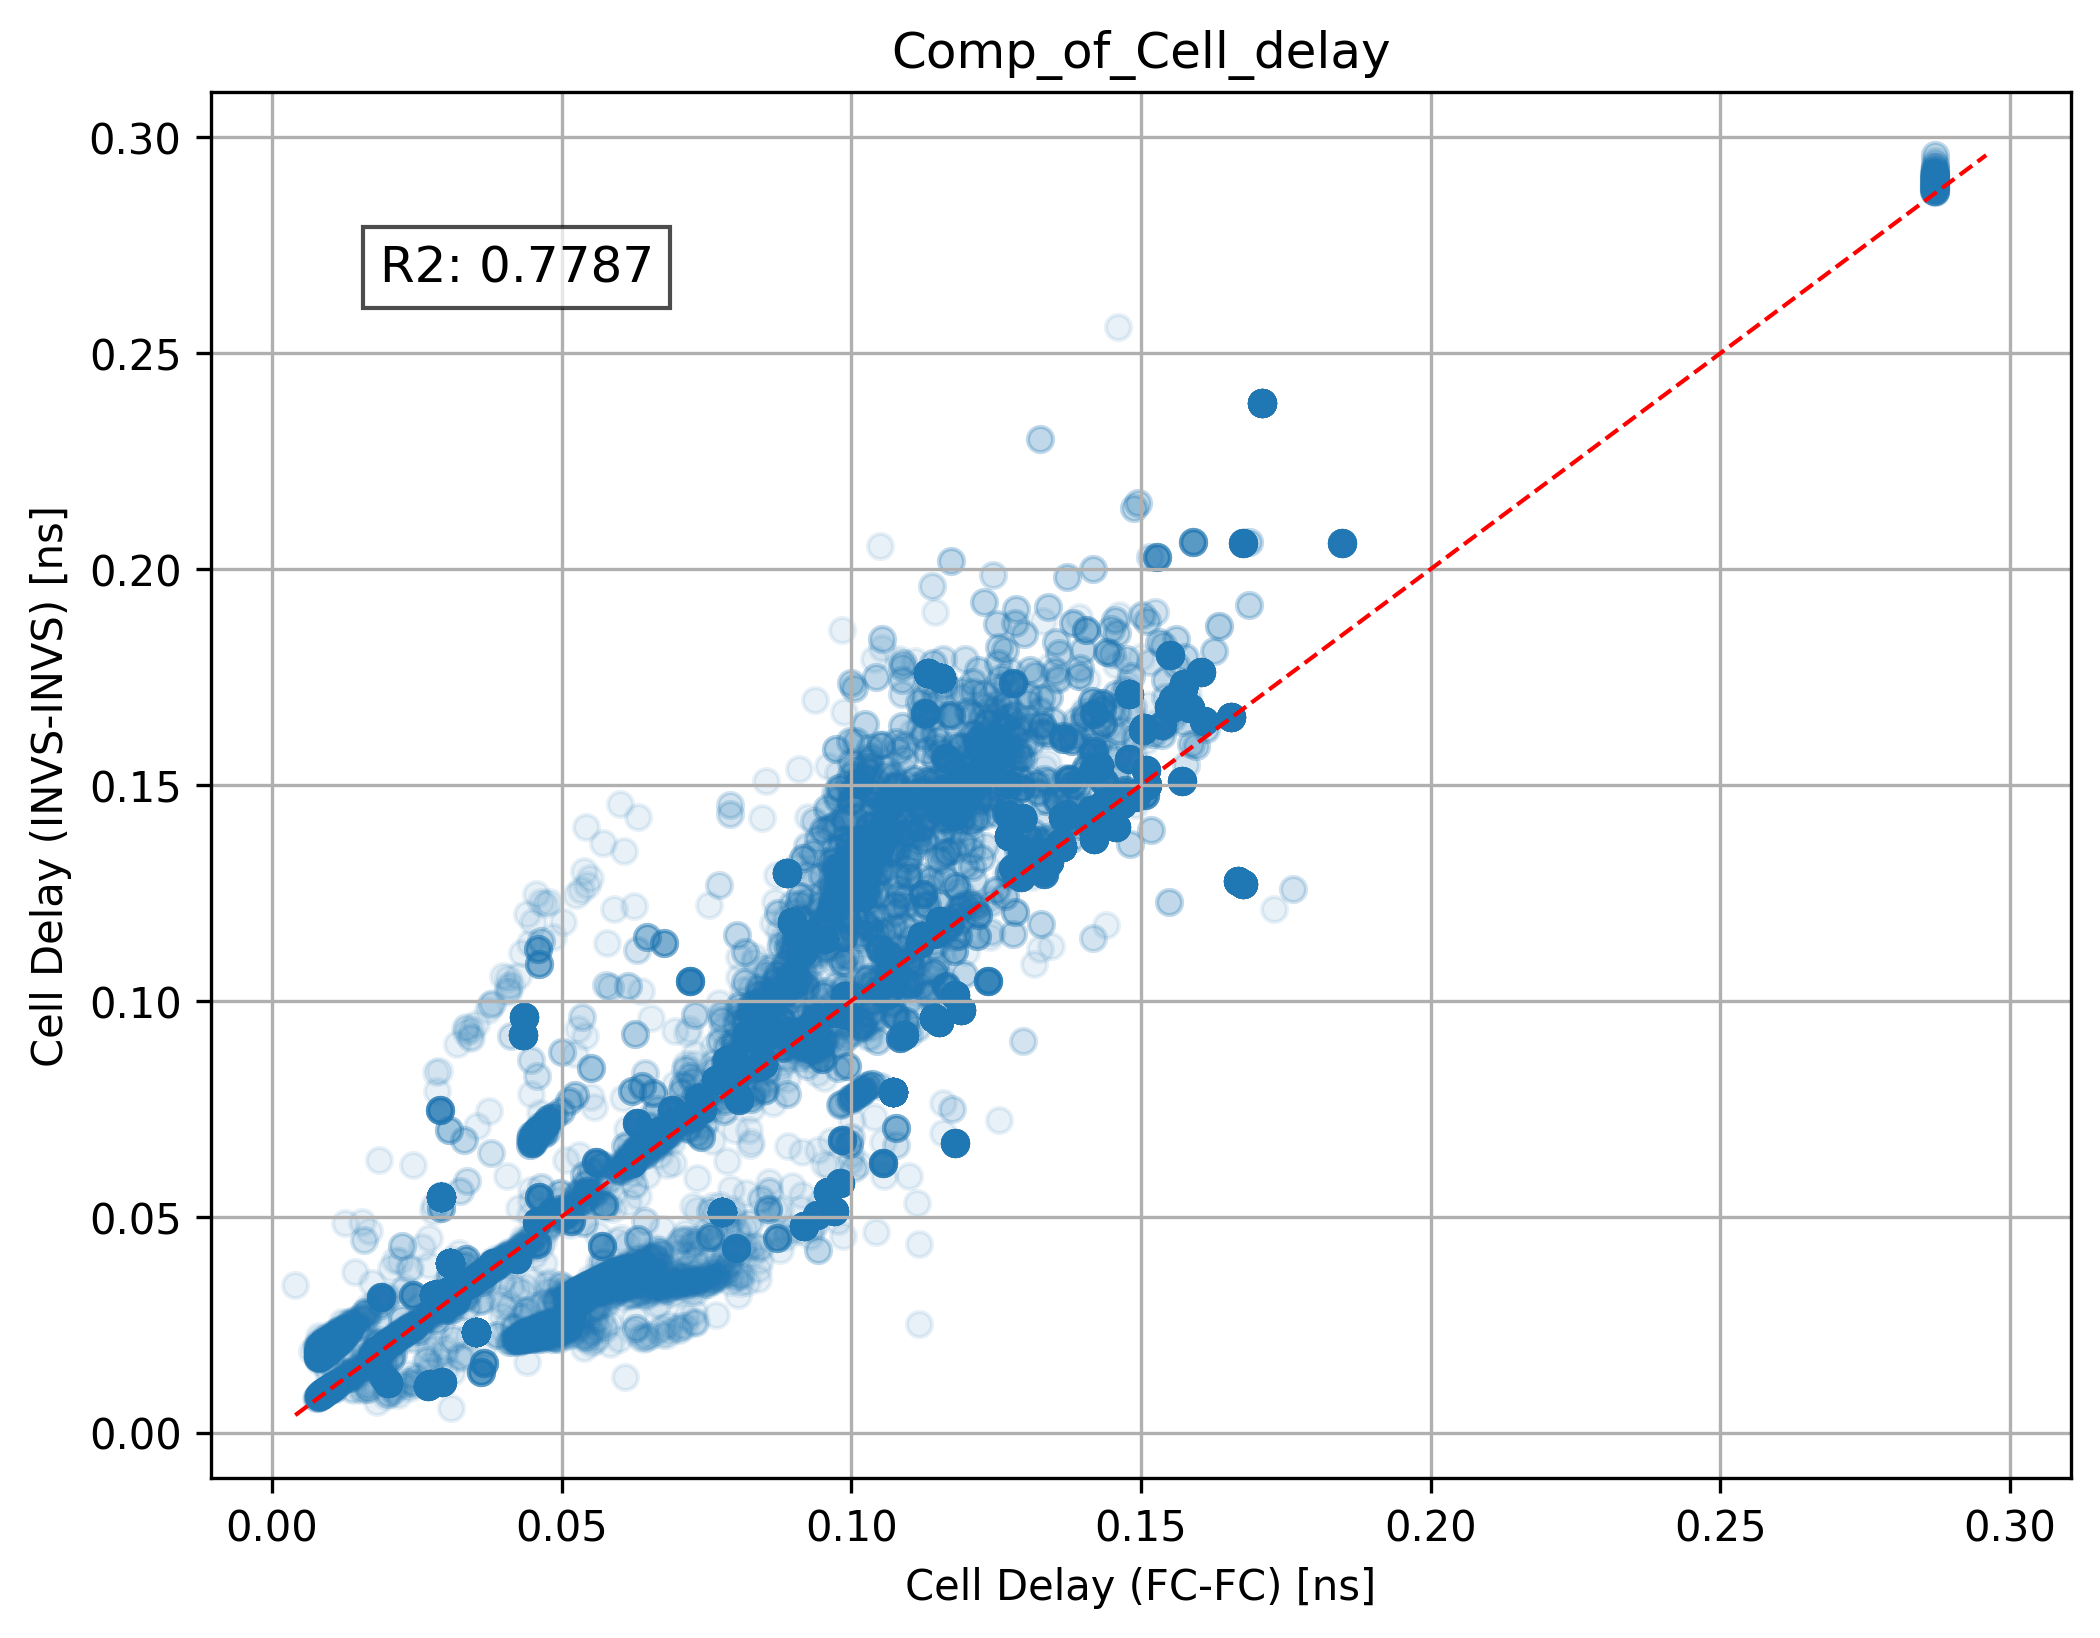 Comp_of_Cell_delay
R2: 0.7787
Cell Delay (INVS-INVS) [ns]
0.30
0.25
0.20
0.15
0.10
0.05
0.00
0.00 0.05 0.10 0.15 0.20 0.25 0.30
Cell Delay (FC-FC) [ns]